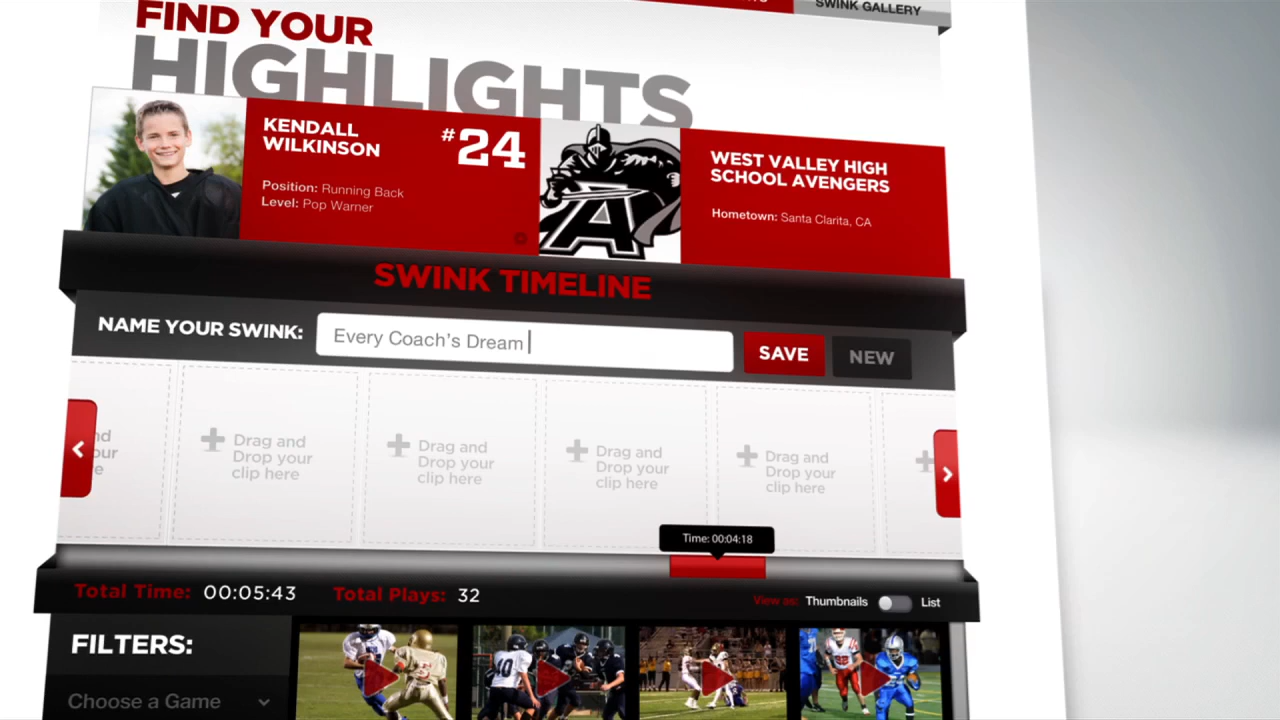 SWINK GALLERY
FIND YOUR
HIGHLIGHTS
KENDALL
WILKINSON
#24
Position: Running Back
Level: Pop Warner
A
WEST VALLEY HIGH
SCHOOL AVENGERS
Hometown: Santa Clarita, CA
SWINK TIMELINE
NAME YOUR SWINK:
Every Coach's Dream
SAVE
NEW
Drag and
Drop your
clip here
Drag and
Drop your
clip here
Drag and
Drop your
clip here
Drag and
Drop your
clip here
Time: 00:04:18
Total Time: 00:05:43
Total Plays: 32
View as: Thumbnails List
FILTERS:
Choose a Game